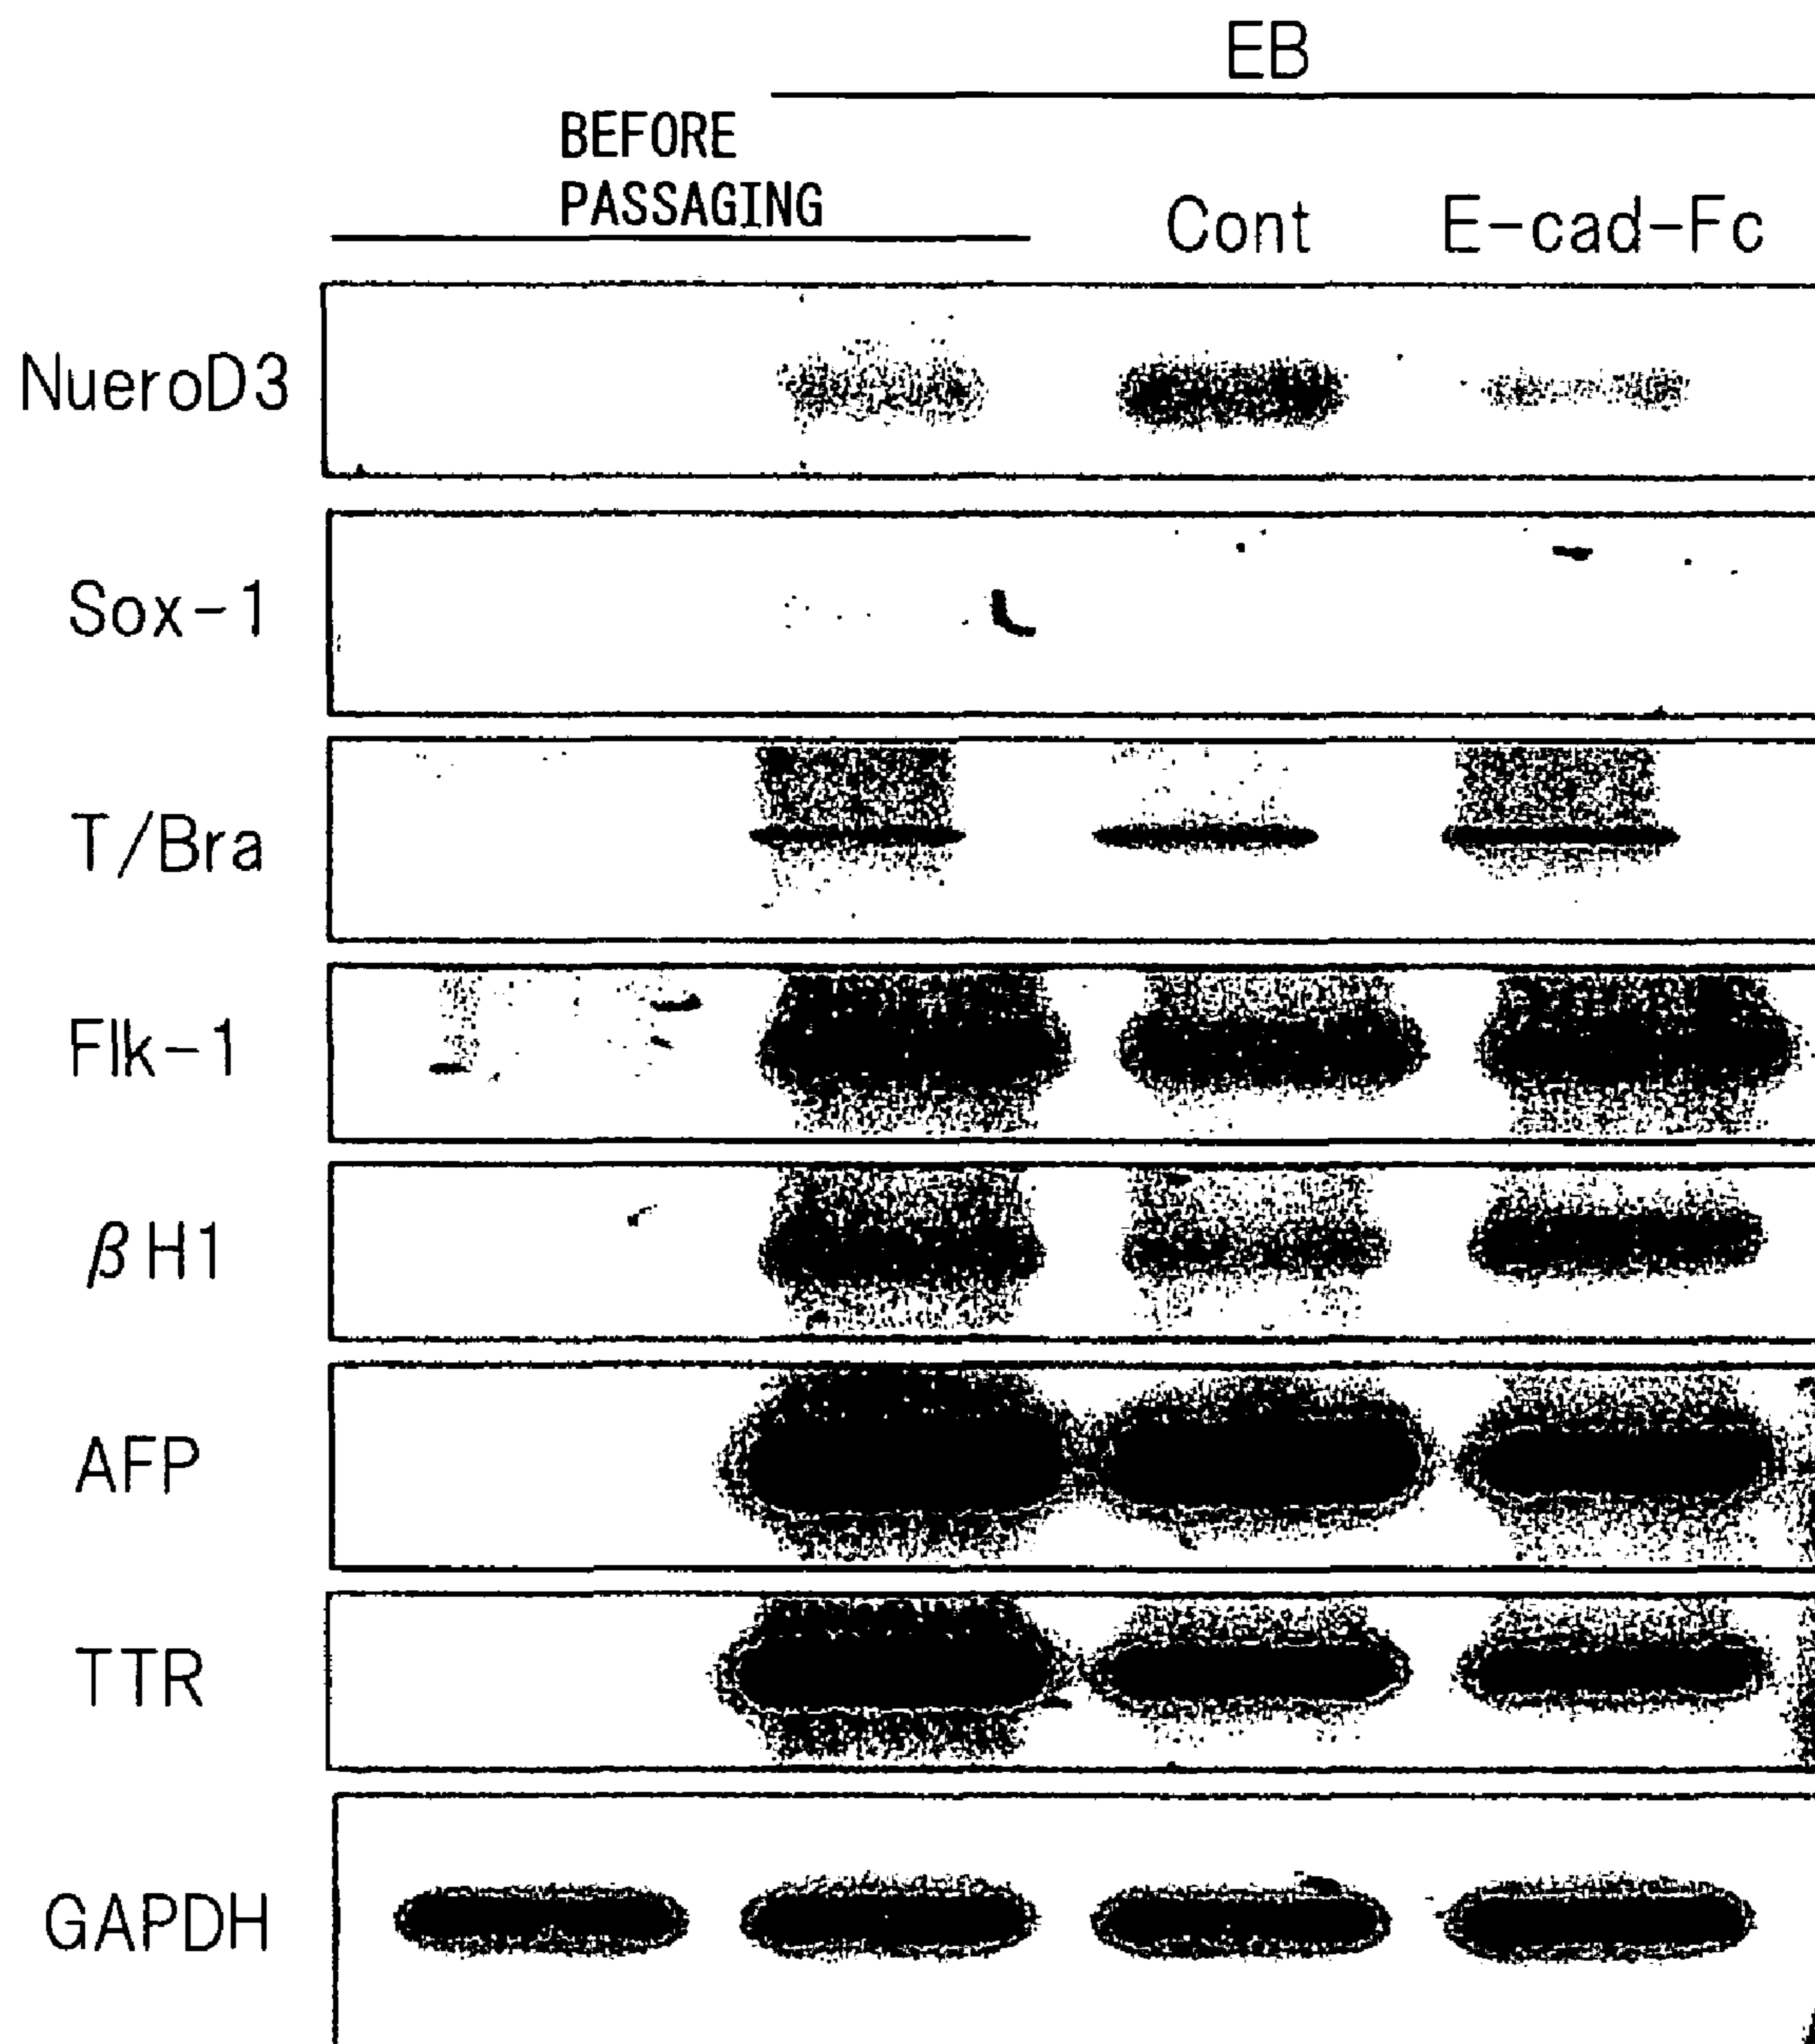 EB
BEFORE
PASSAGING
Cont E-cad-Fc
NueroD3
Sox-1
T/Bra
Flk-1
βH1
AFP
TTR
GAPDH